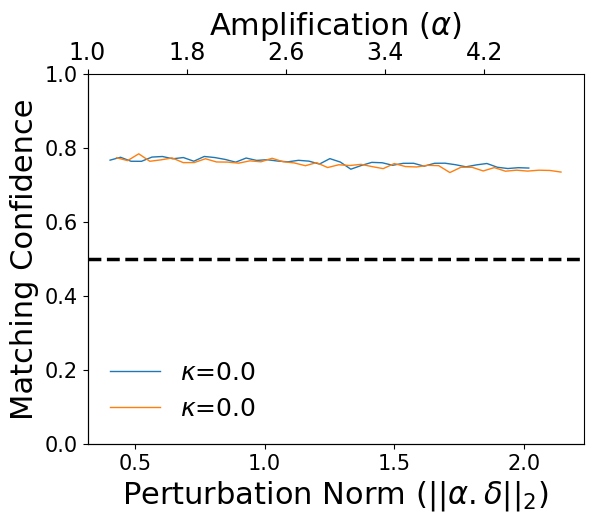 Amplification (α)
1.0 1.8 2.6 3.4 4.2
Matching Confidence
1.0
0.8
0.6
0.4
0.2
0.0
κ=0.0
κ=0.0
0.5 1.0 1.5 2.0
Perturbation Norm (||α.δ||₂)